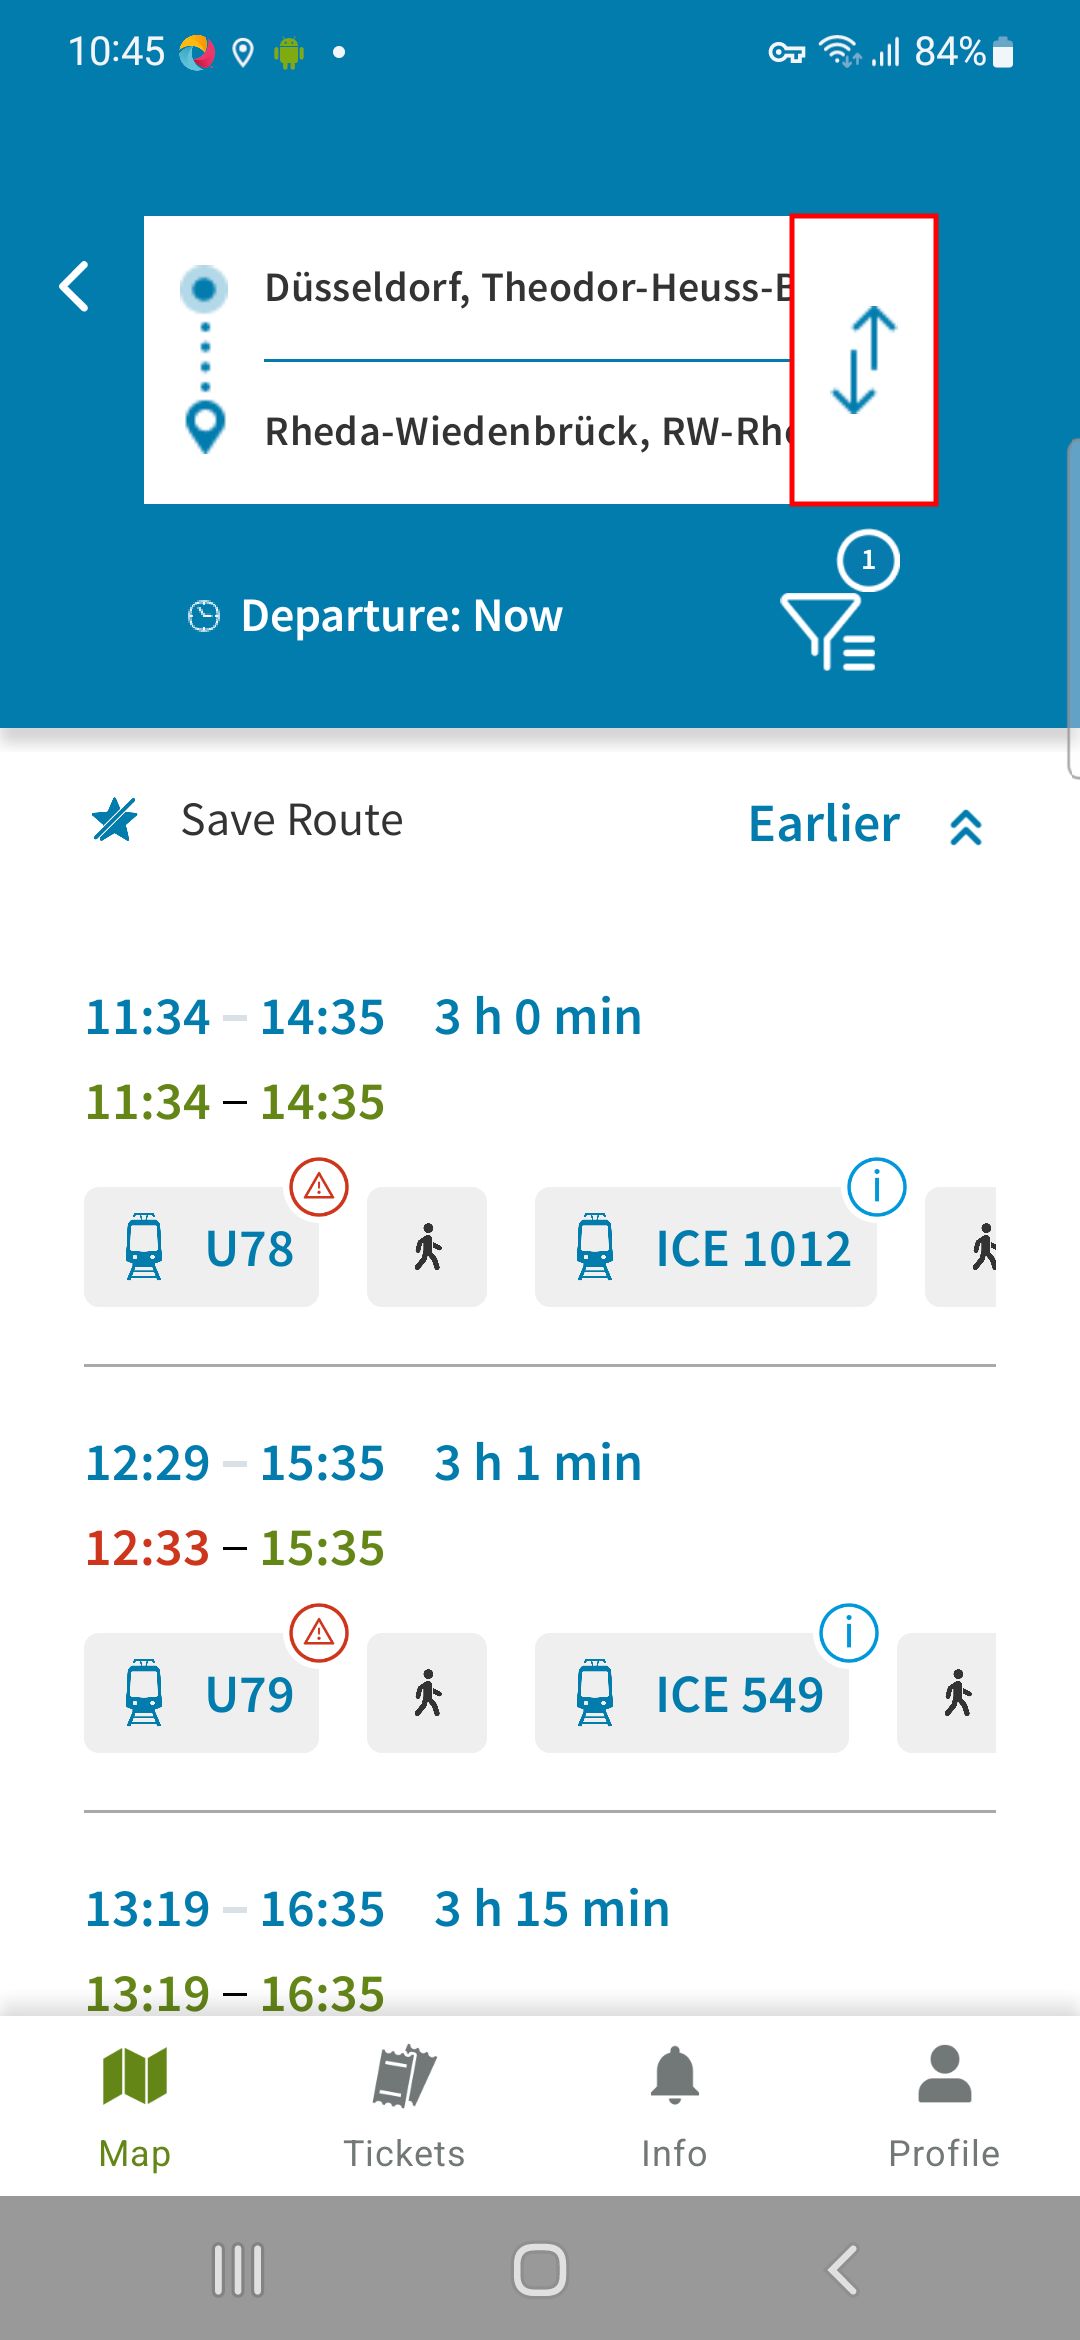 10:45
84%
Düsseldorf, Theodor-Heuss-
Rheda-Wiedenbrück, RW-Rh
1
Departure: Now
Save Route
Earlier
11:34 – 14:35 3 h 0 min
11:34 – 14:35
U78
ICE 1012
12:29 – 15:35 3 h 1 min
12:33 – 15:35
U79
ICE 549
13:19 – 16:35 3 h 15 min
13:19 – 16:35
Map
Tickets
Info
Profile